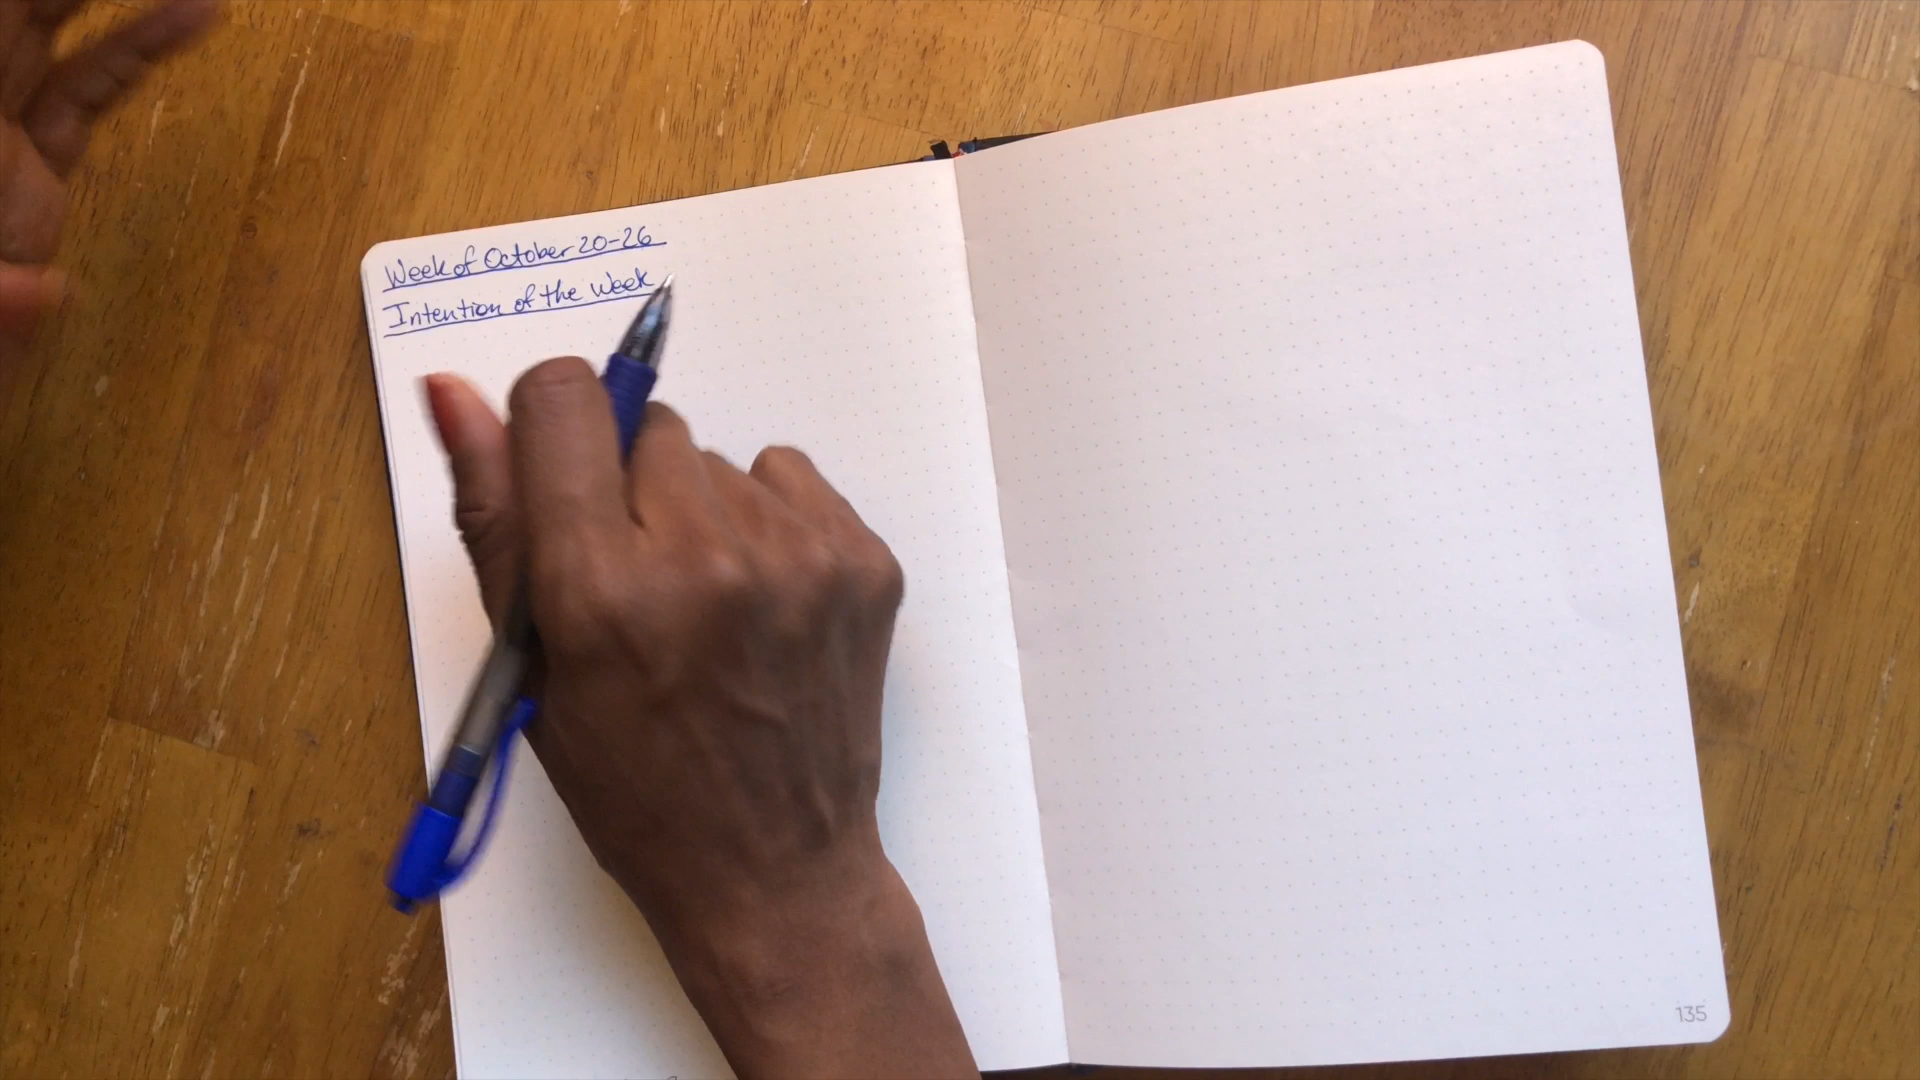 Week of October 20-26
Intention of the Week
135